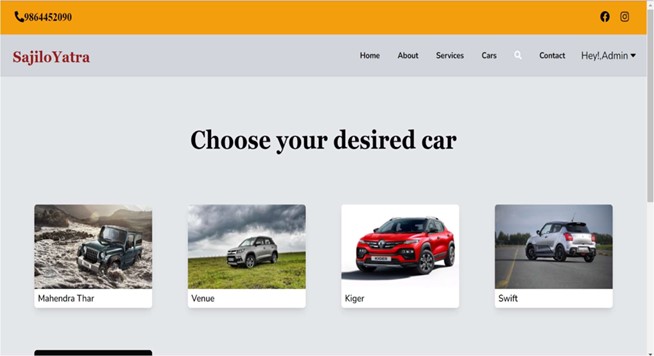 9864452090
SajiloYatra Home About Services Cars Contact Hey!,Admin
Choose your desired car
Mahendra Thar Venue Kiger Swift